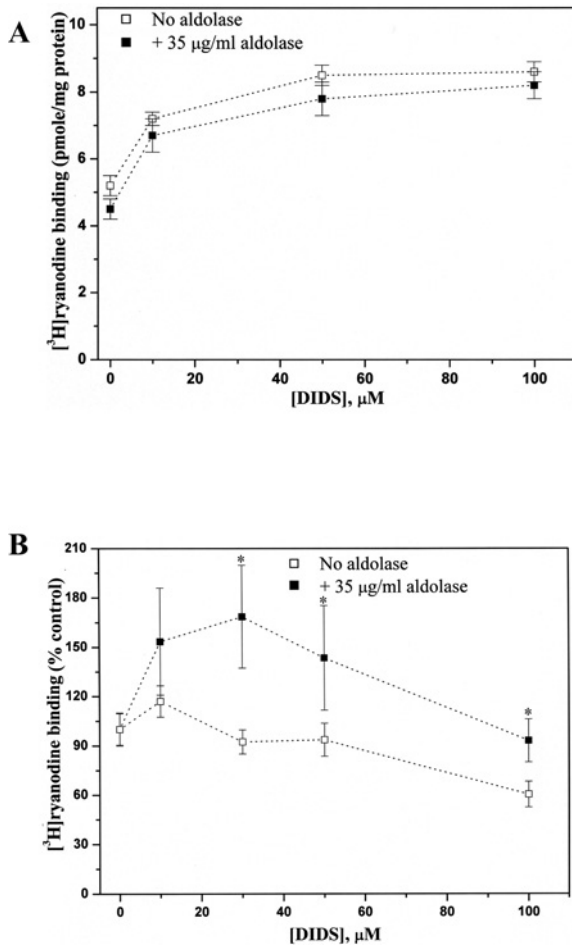 A
No aldolase
+ 35 μg/ml aldolase
[³H]ryanodine binding (pmole/mg protein)
10
8
6
4
2
0
0 20 40 60 80 100
[DIDS], μM
B
No aldolase
+ 35 μg/ml aldolase
[³H]ryanodine binding (% control)
210
180
150
120
90
60
30
0
* * *
0 20 40 60 80 100
[DIDS], μM